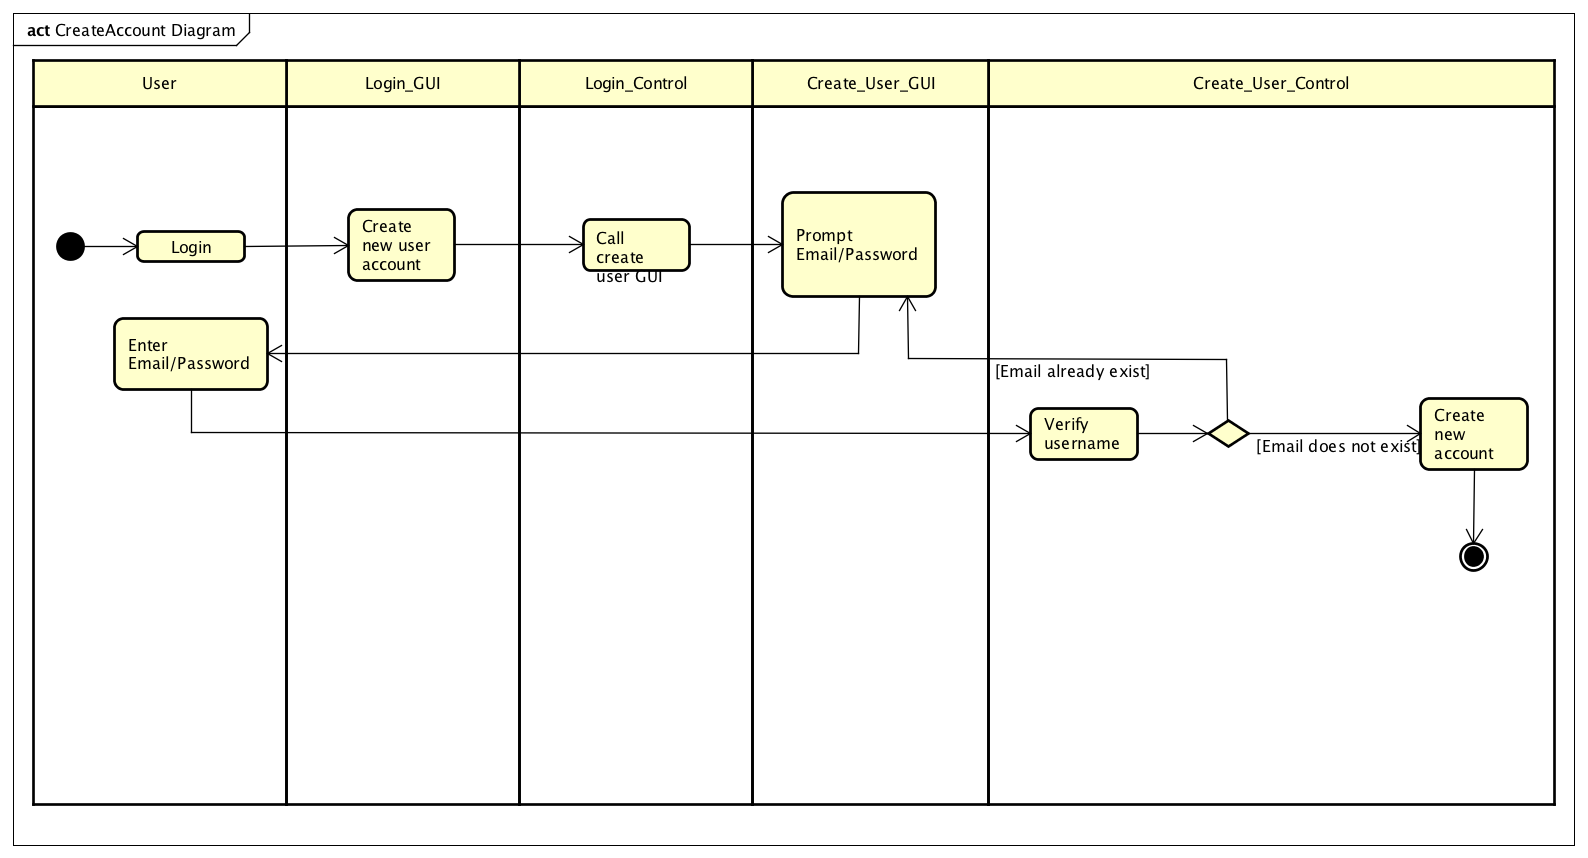 act CreateAccount Diagram
User
Login_GUI
Login_Control
Create_User_GUI
Create_User_Control
Login
Create
new user
account
Call
create
user GUI
Prompt
Email/Password
Enter
Email/Password
[Email already exist]
Verify
username
[Email does not exist]
Create
new
account